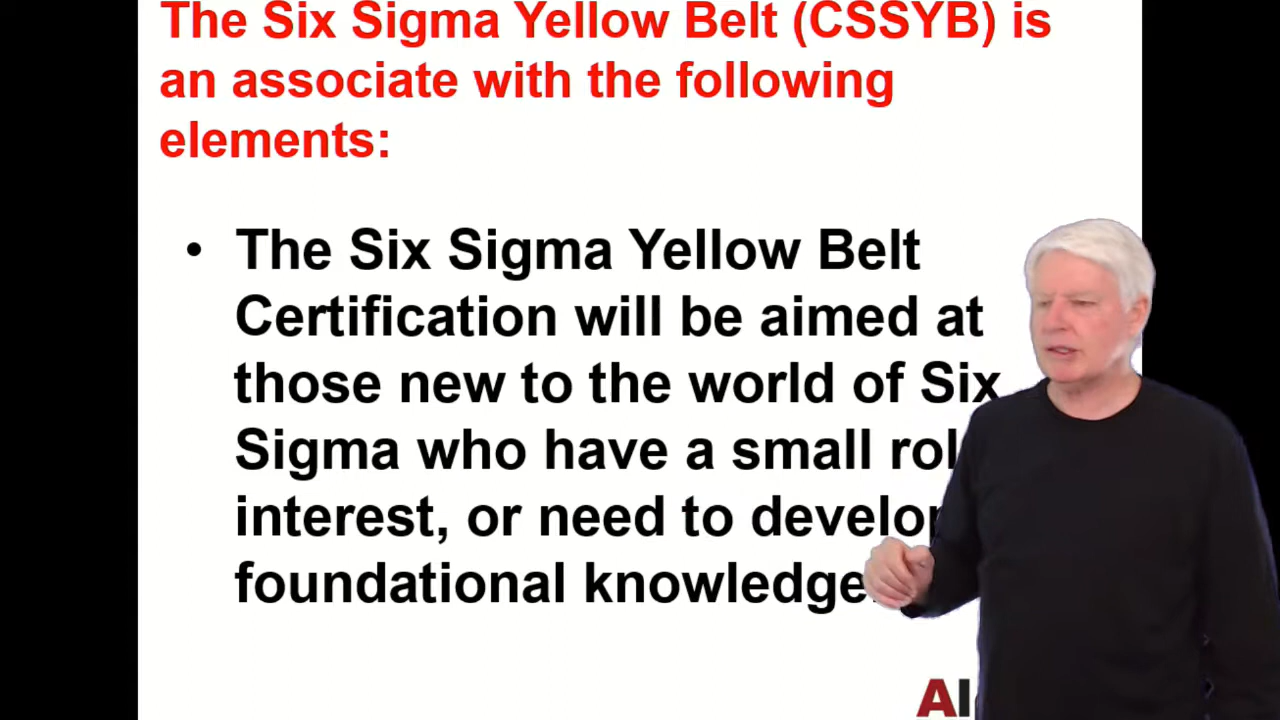 The Six Sigma Yellow Belt (CSSYB) is
an associate with the following
elements:
• The Six Sigma Yellow Belt
Certification will be aimed at
those new to the world of Six
Sigma who have a small
interest, or need to
foundational knowledge.